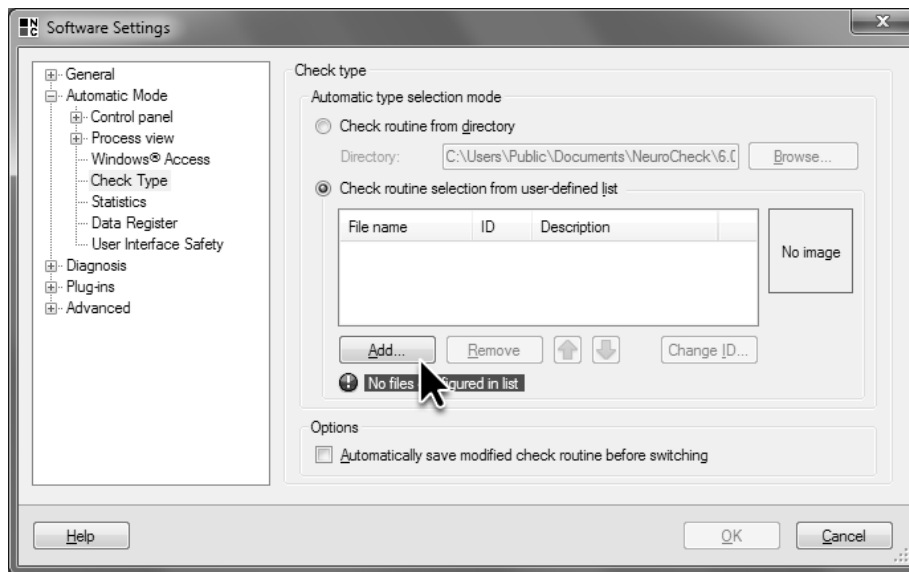 NC Software Settings
General
Automatic Mode
Control panel
Process view
Windows® Access
Check Type
Statistics
Data Register
User Interface Safety
Diagnosis
Plug-ins
Advanced
Check type
Automatic type selection mode
Check routine from directory
Directory: C:\Users\Public\Documents\NeuroCheck\6.0 Browse...
Check routine selection from user-defined list
File name ID Description
No image
Add... Remove Change ID...
No files gured in list
Options
Automatically save modified check routine before switching
Help OK Cancel